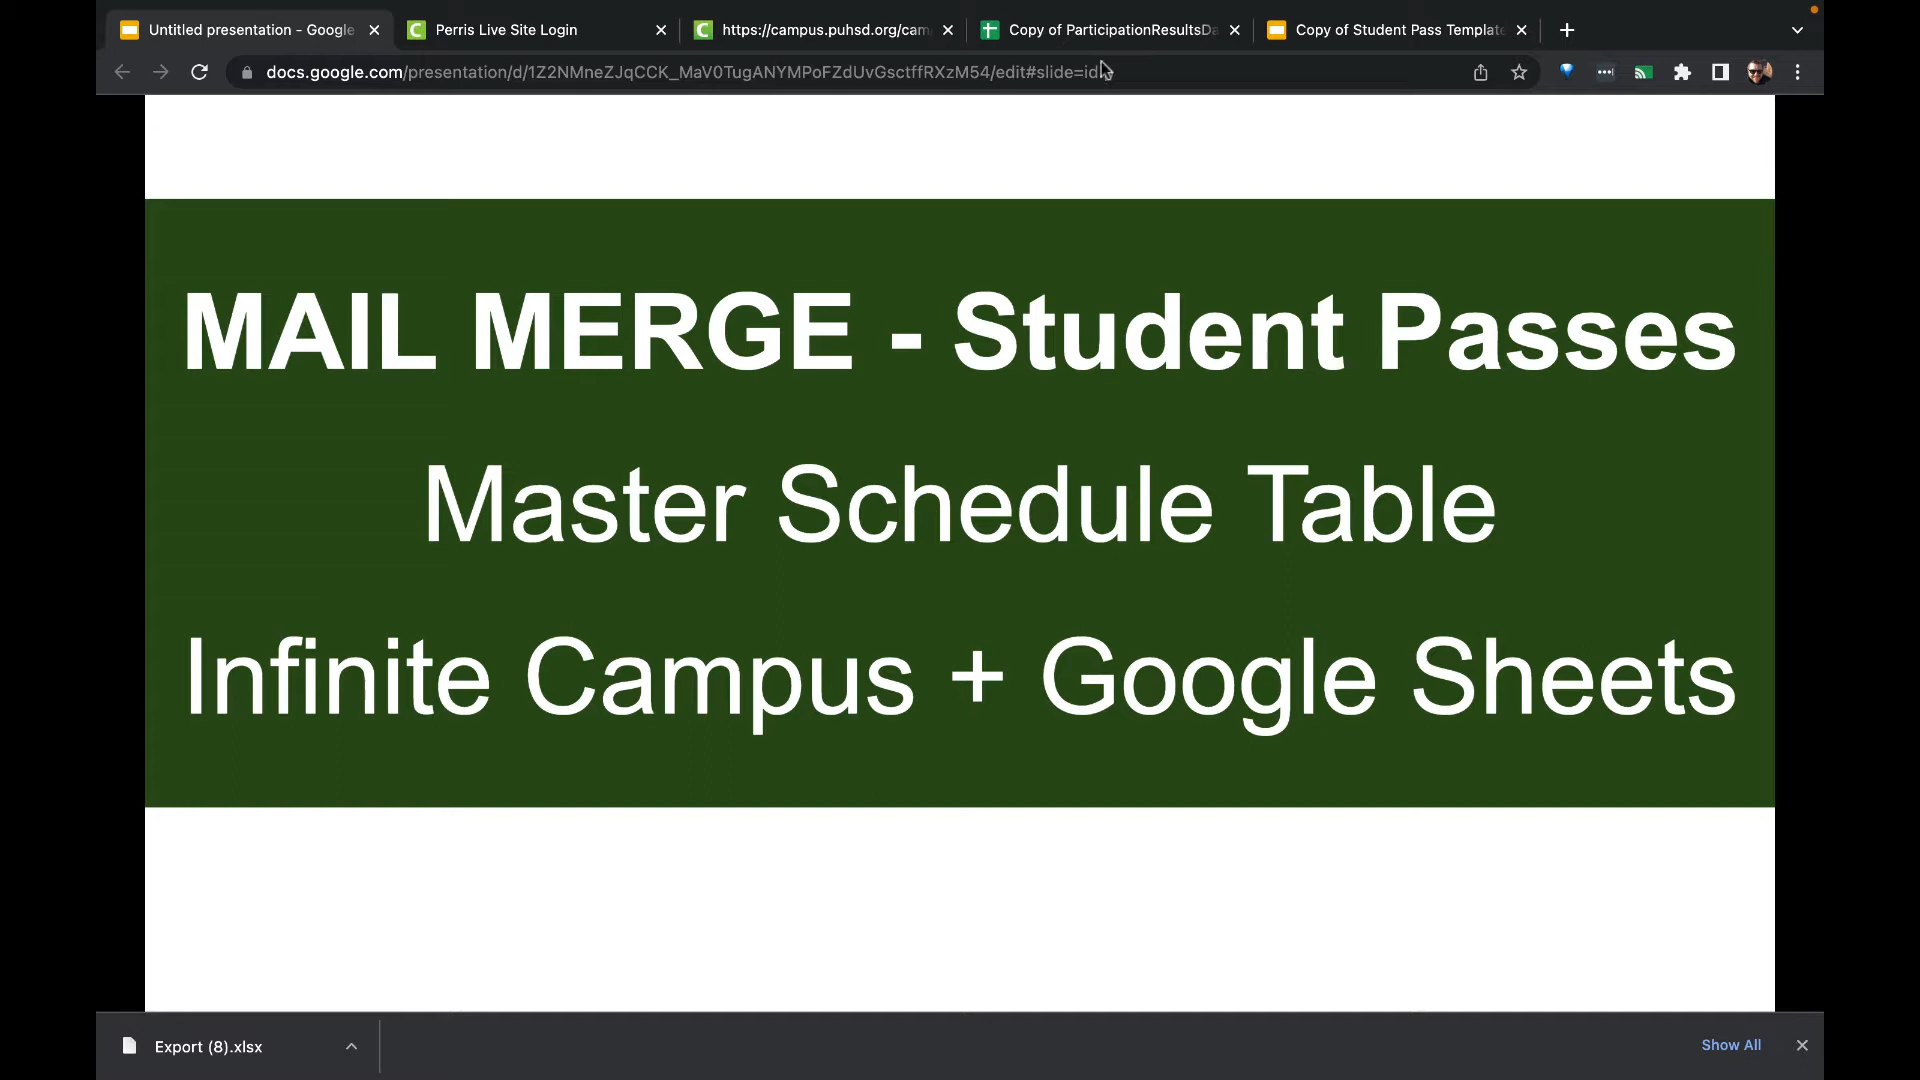 Untitled presentation - Google
Perris Live Site Login
https://campus.puhsd.org/cam
Copy of ParticipationResultsDa
Copy of Student Pass Template
docs.google.com/presentation/d/1Z2NMneZJqCCK_MaV0TugANYMPoFZdUvGsctffRXzM54/edit#slide=id
MAIL MERGE - Student Passes
Master Schedule Table
Infinite Campus + Google Sheets
Export (8).xlsx
Show All